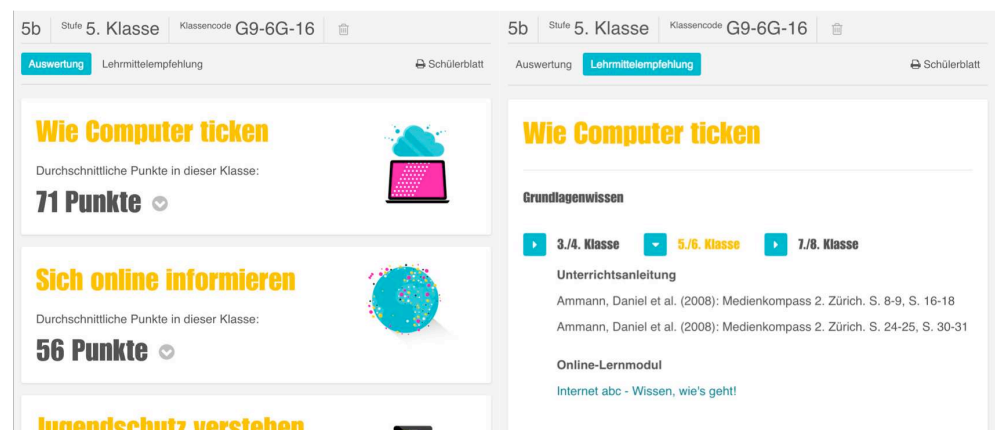 5b Stufe 5. Klasse Klassencode G9-6G-16
Auswertung Lehrmittelempfehlung Schülerblatt
Wie Computer ticken
Durchschnittliche Punkte in dieser Klasse:
71 Punkte
Sich online informieren
Durchschnittliche Punkte in dieser Klasse:
56 Punkte
Jugendschutz verstehen
5b Stufe 5. Klasse Klassencode G9-6G-16
Auswertung Lehrmittelempfehlung Schülerblatt
Wie Computer ticken
Grundlagenwissen
3./4. Klasse 5./6. Klasse 7./8. Klasse
Unterrichtsanleitung
Ammann, Daniel et al. (2008): Medienkompass 2. Zürich. S. 8-9, S. 16-18
Ammann, Daniel et al. (2008): Medienkompass 2. Zürich. S. 24-25, S. 30-31
Online-Lernmodul
Internet abc - Wissen, wie's geht!